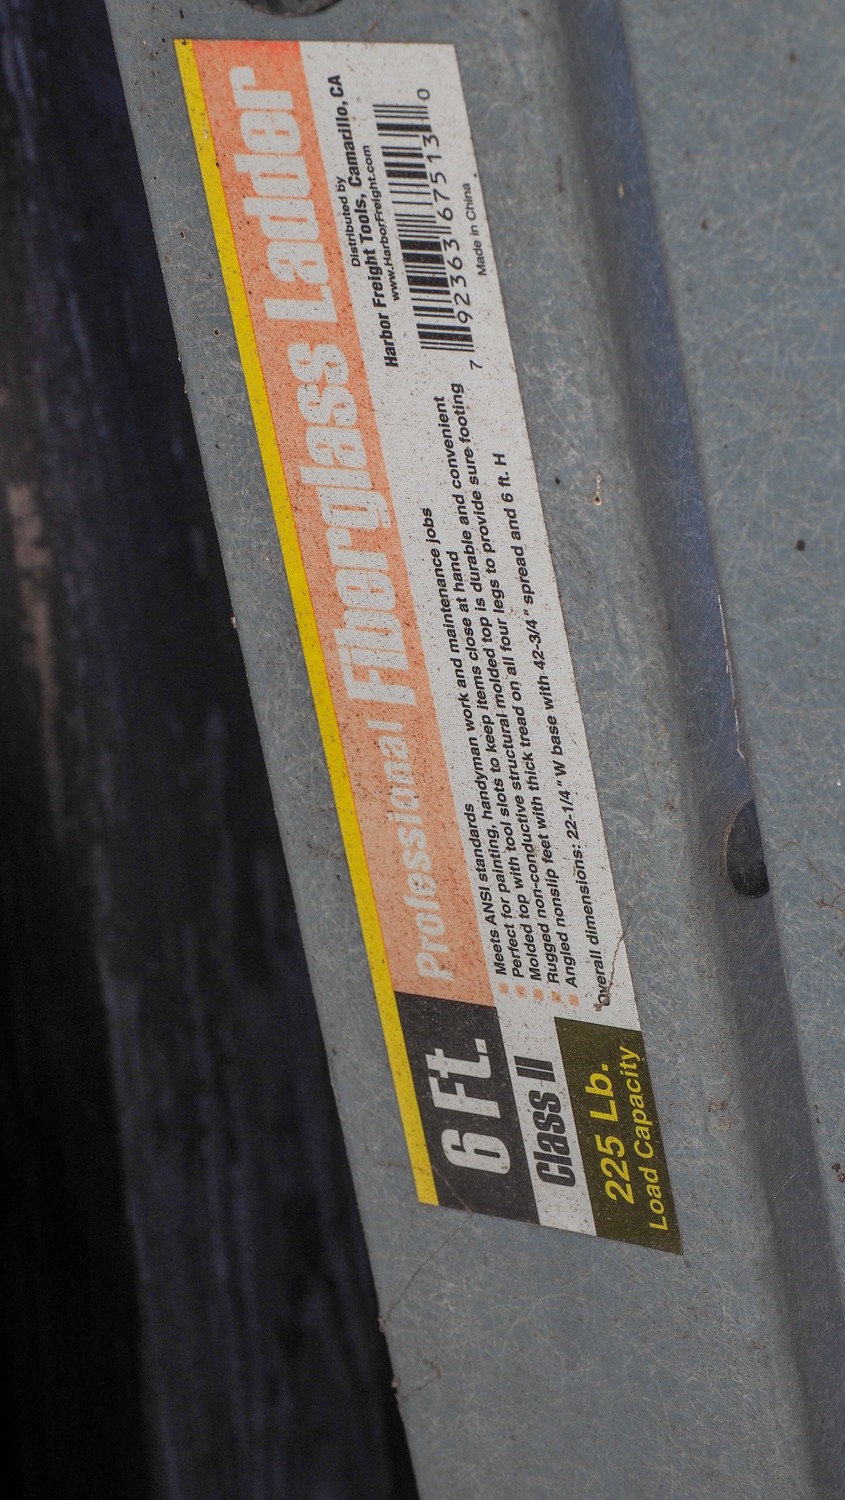 6 Ft.
Professional Fiberglass Ladder
Class II
225 Lb.
Load Capacity
Meets ANSI standards
Perfect for painting, handyman work and maintenance jobs
Molded top with tool slots to keep items close at hand
Rugged non-conductive structural molded top is durable and convenient
Angled nonslip feet with thick tread on all four legs to provide sure footing
Overall dimensions: 22-1/4" W base with 42-3/4" spread and 6 ft. H
Distributed by
Harbor Freight Tools, Camarillo, CA
www.HarborFreight.com
7 92363 67513 0
Made in China